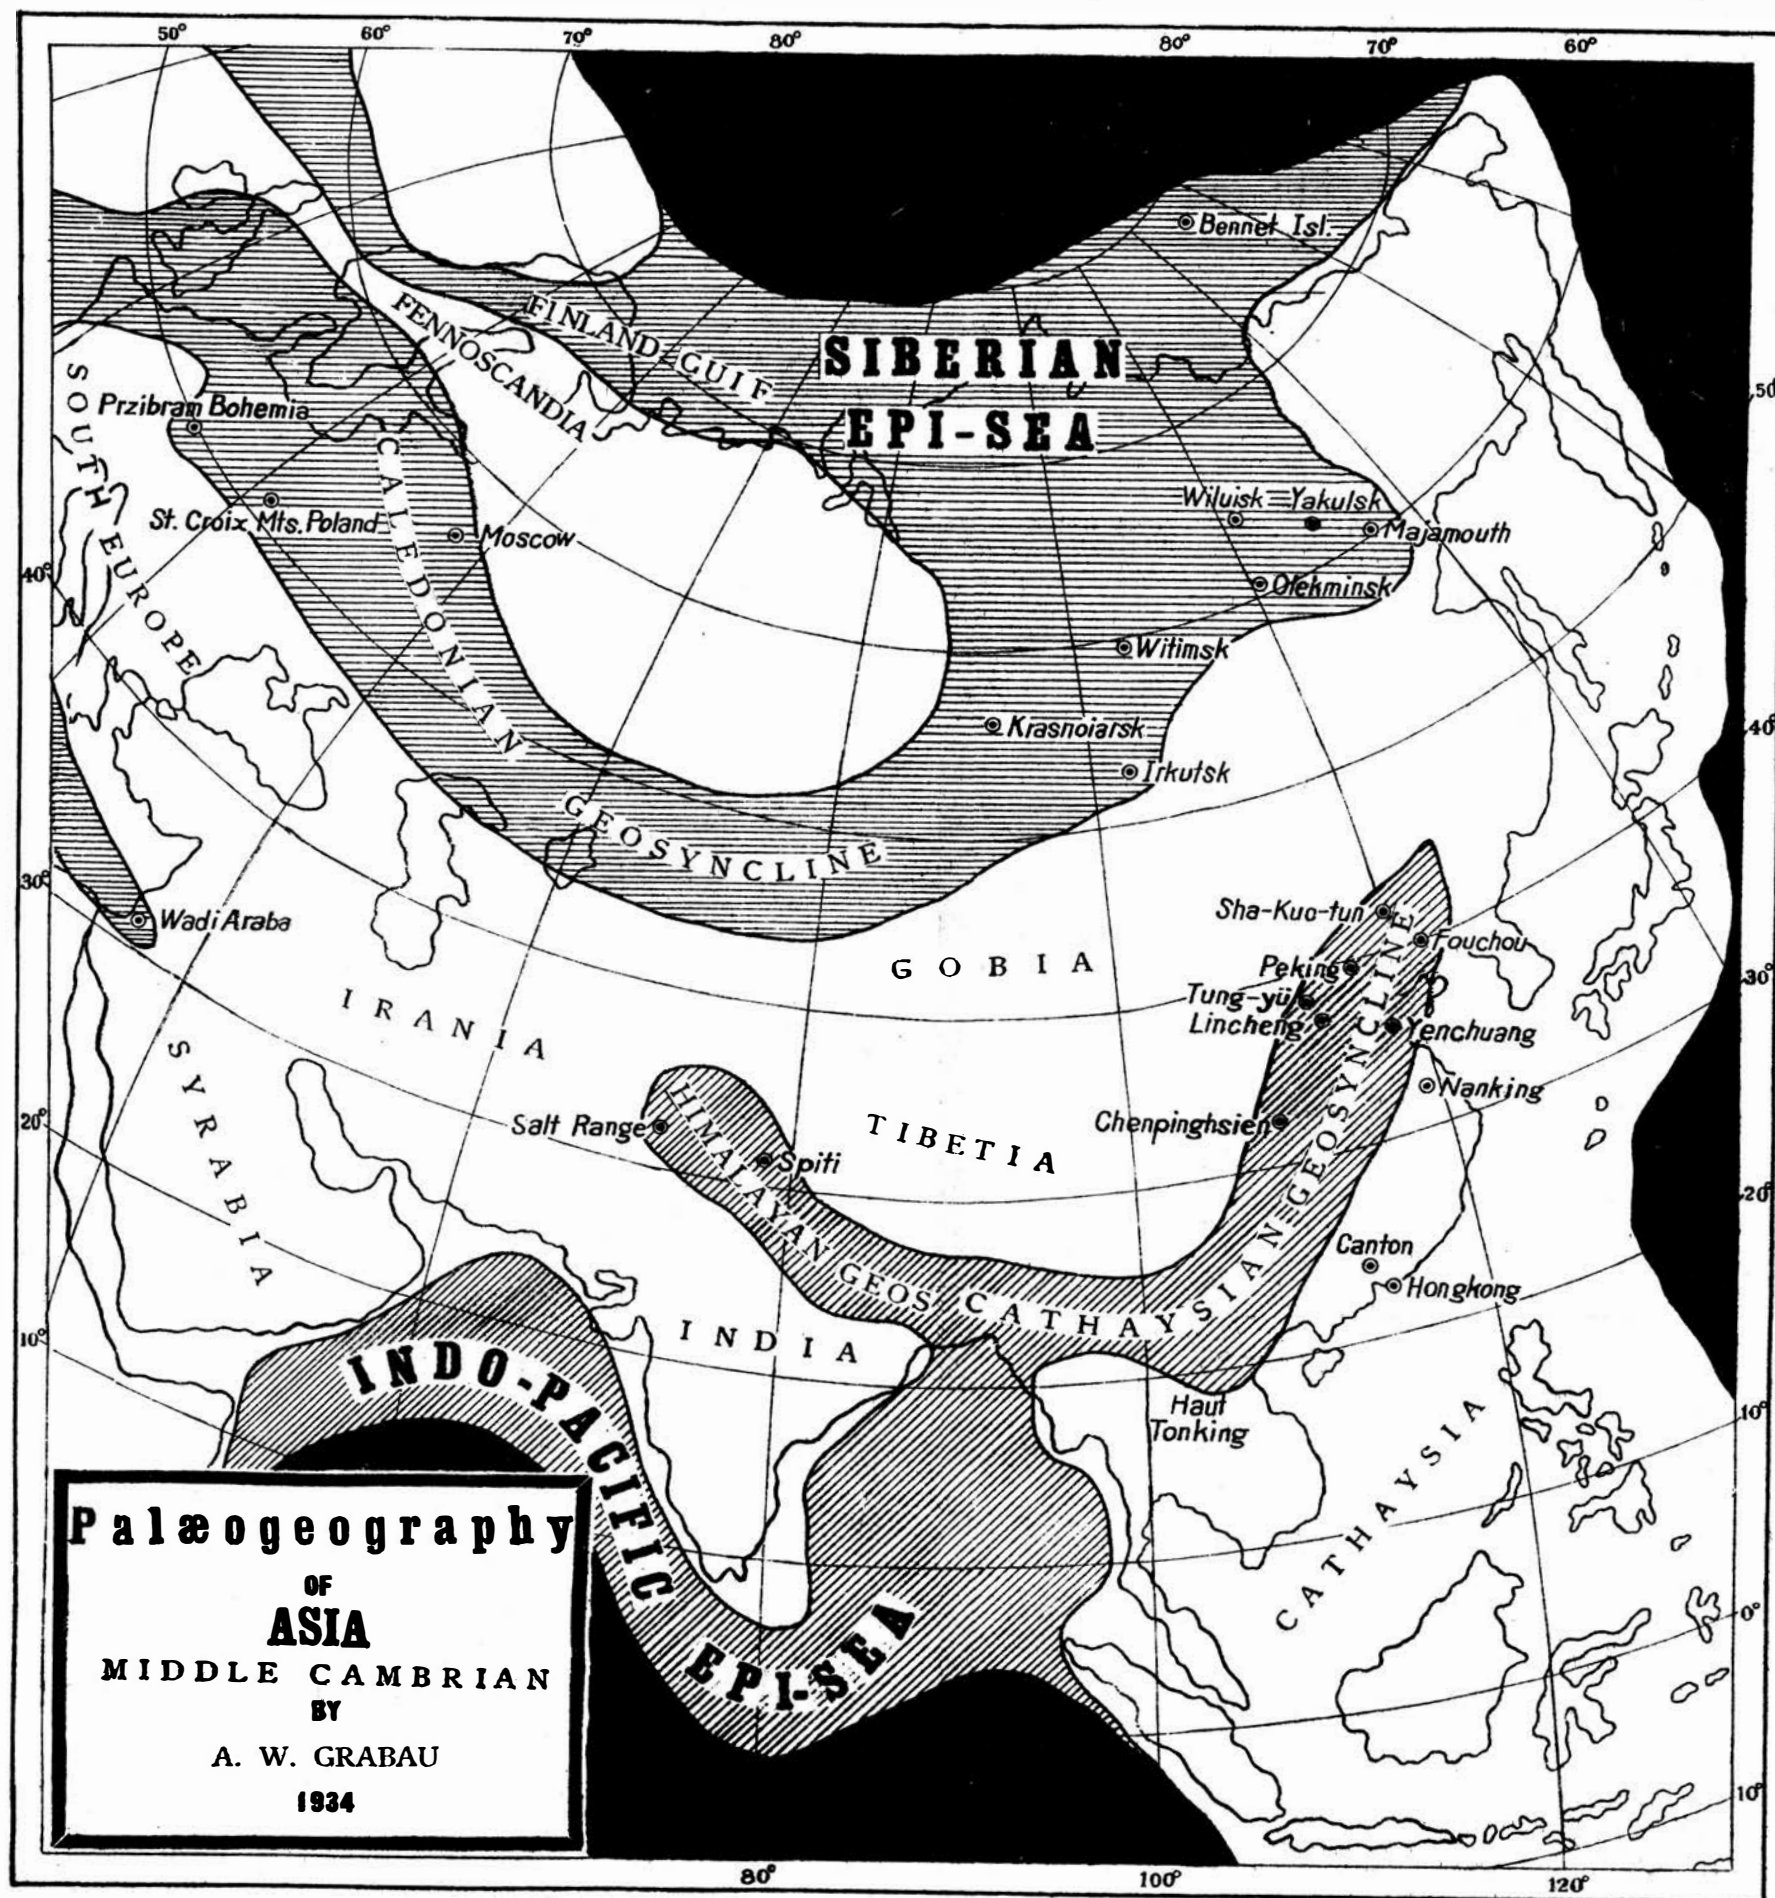 50° 60° 70° 80° 80° 70° 60°
Bennet Isl.
FINLAND GULF
FENNOSCANDIA
SIBERIAN
EPI-SEA
50
SOUTH EUROPE
Przibram Bohemia
CALEDONIAN
St. Croix Mts. Poland
Moscow
Wiluisk Yakulsk
Majamouth
Olekminsk
40°
Witimsk
Krasnoiarsk
40°
Irkutsk
GEOSYNCLINE
30°
Wadi Araba
Sha-Kuo-tun
Fouchou
GOBIA
Peking
30°
Tung-yü
IRANIA
Lincheng
Yenchuang
SYRABIA
Nanking
20°
Salt Range
TIBETIA
Chenpinghsien
Spiti
20°
HIMALAYAN GEOS
CATHAYSIAN GEOSYNCLINE
Canton
Hongkong
10°
INDIA
INDO-PACIFIC EPI-SEA
Haut
Tonking
10°
CATHAYSIA
Palæogeography
OF
ASIA
MIDDLE CAMBRIAN
BY
A. W. GRABAU
1934
0°
10°
80° 100° 120°